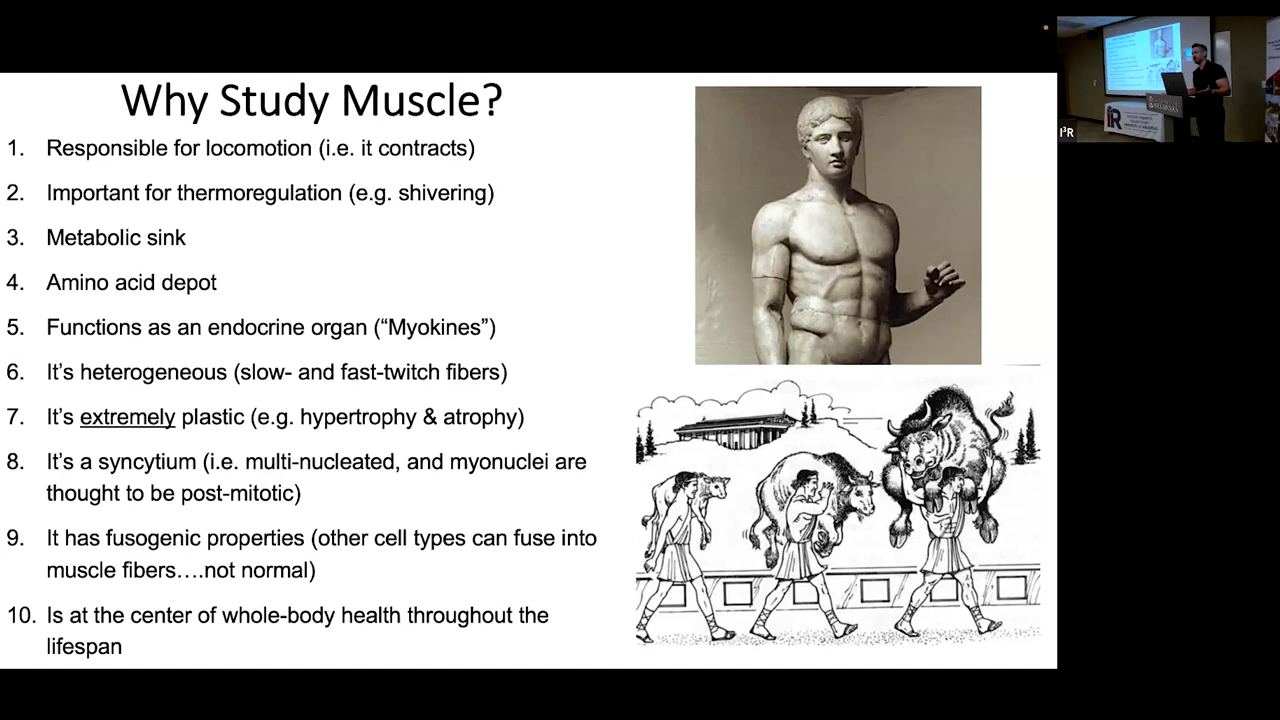 Why Study Muscle?
1. Responsible for locomotion (i.e. it contracts)
2. Important for thermoregulation (e.g. shivering)
3. Metabolic sink
4. Amino acid depot
5. Functions as an endocrine organ (“Myokines”)
6. It’s heterogeneous (slow- and fast-twitch fibers)
7. It’s extremely plastic (e.g. hypertrophy & atrophy)
8. It’s a syncytium (i.e. multi-nucleated, and myonuclei are
thought to be post-mitotic)
9. It has fusogenic properties (other cell types can fuse into
muscle fibers….not normal)
10. Is at the center of whole-body health throughout the
lifespan
ARKANSAS
I³R